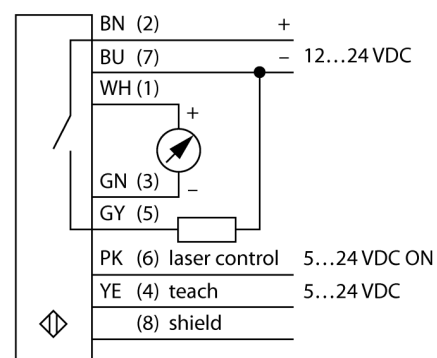 BN (2) +
BU (7) – 12…24 VDC
WH (1)
+
GN (3) –
GY (5)
PK (6) laser control 5…24 VDC ON
YE (4) teach 5…24 VDC
(8) shield